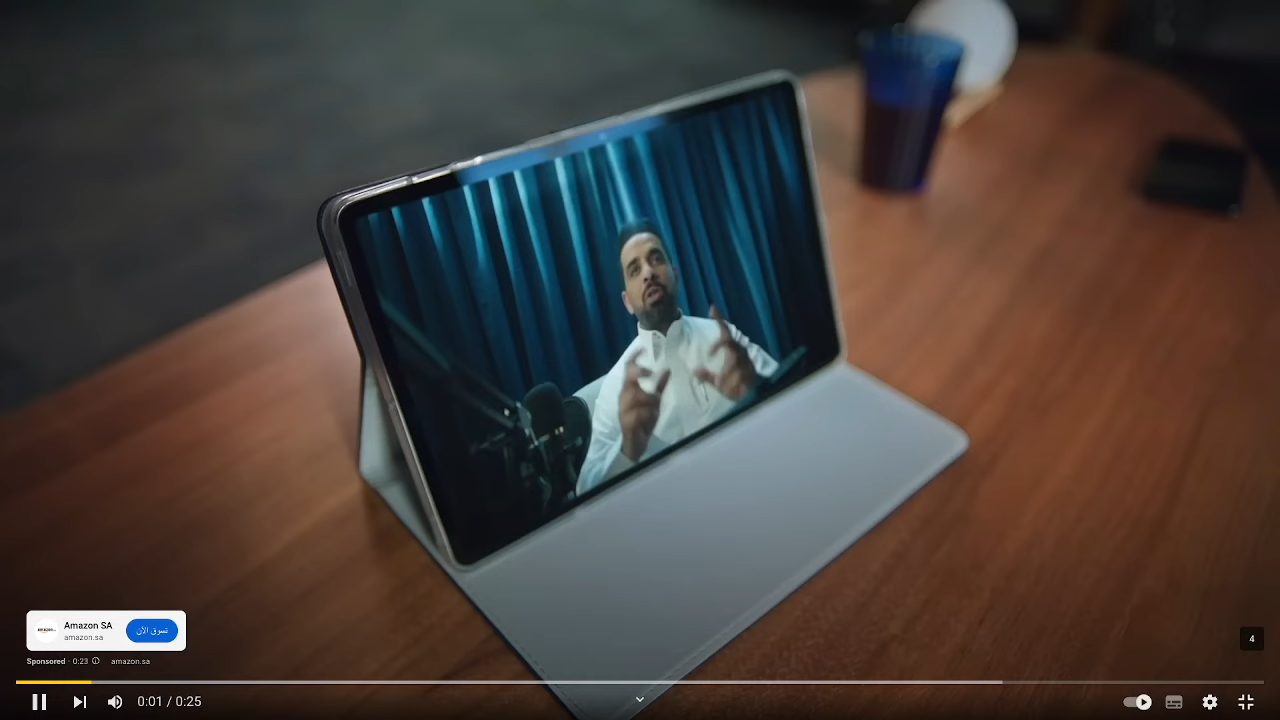 Amazon SA
amazon.sa
تسوق الآن
Sponsored · 0:23 amazon.sa
4
0:01 / 0:25